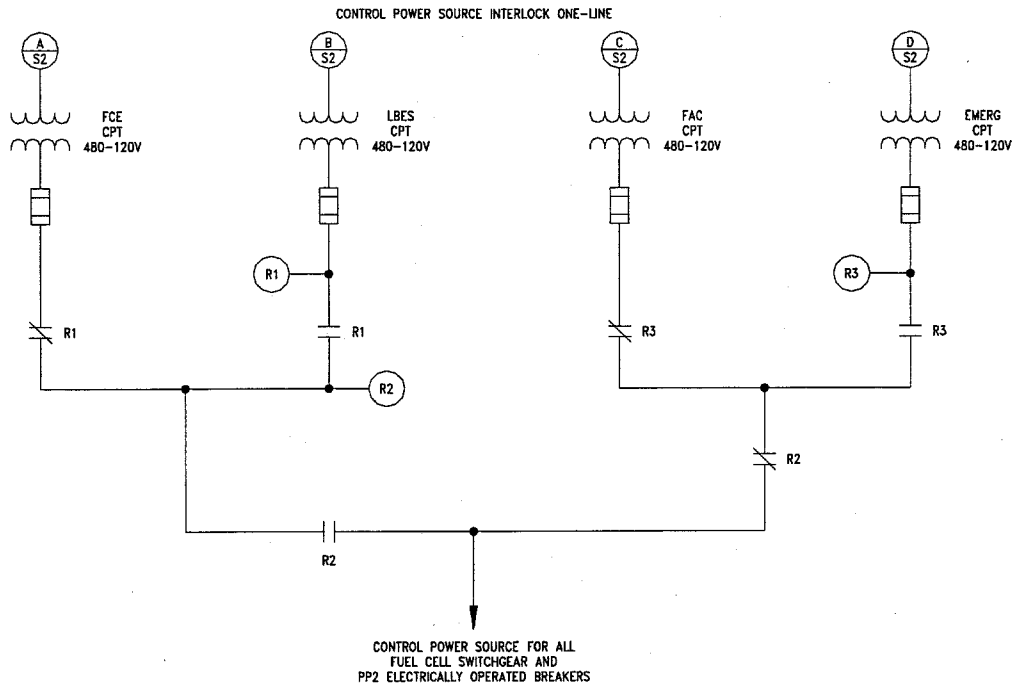 CONTROL POWER SOURCE INTERLOCK ONE-LINE
A
S2
B
S2
C
S2
D
S2
FCE
CPT
480-120V
LBES
CPT
480-120V
FAC
CPT
480-120V
EMERG
CPT
480-120V
R1
R3
R1
R1
R3
R3
R2
R2
R2
CONTROL POWER SOURCE FOR ALL
FUEL CELL SWITCHGEAR AND
PP2 ELECTRICALLY OPERATED BREAKERS